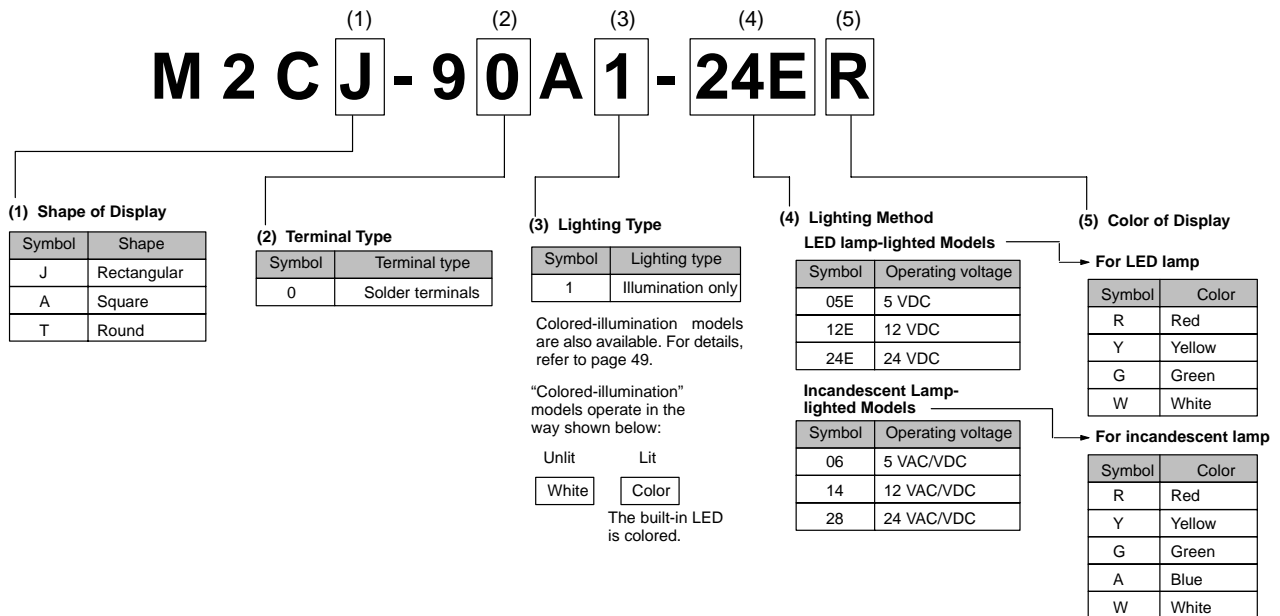 (1) (2) (3) (4) (5)
M2CJ-90A1-24ER
(1) Shape of Display
Symbol Shape
J Rectangular
A Square
T Round
(2) Terminal Type
Symbol Terminal type
0 Solder terminals
(3) Lighting Type
Symbol Lighting type
1 Illumination only
Colored-illumination models
are also available. For details,
refer to page 49.
“Colored-illumination”
models operate in the
way shown below:
Unlit Lit
White Color
The built-in LED
is colored.
(4) Lighting Method
LED lamp-lighted Models
Symbol Operating voltage
05E 5 VDC
12E 12 VDC
24E 24 VDC
Incandescent Lamp-
lighted Models
Symbol Operating voltage
06 5 VAC/VDC
14 12 VAC/VDC
28 24 VAC/VDC
(5) Color of Display
For LED lamp
Symbol Color
R Red
Y Yellow
G Green
W White
For incandescent lamp
Symbol Color
R Red
Y Yellow
G Green
A Blue
W White